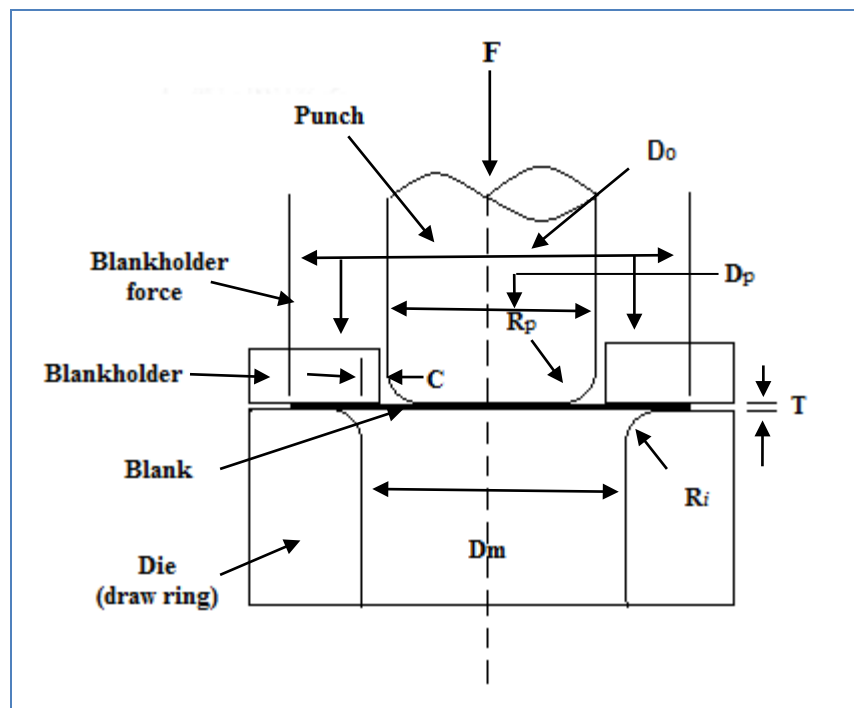 F
Punch
Do
Blankholder
force
Dp
Rp
Blankholder
C
T
Blank
Ri
Dm
Die
(draw ring)